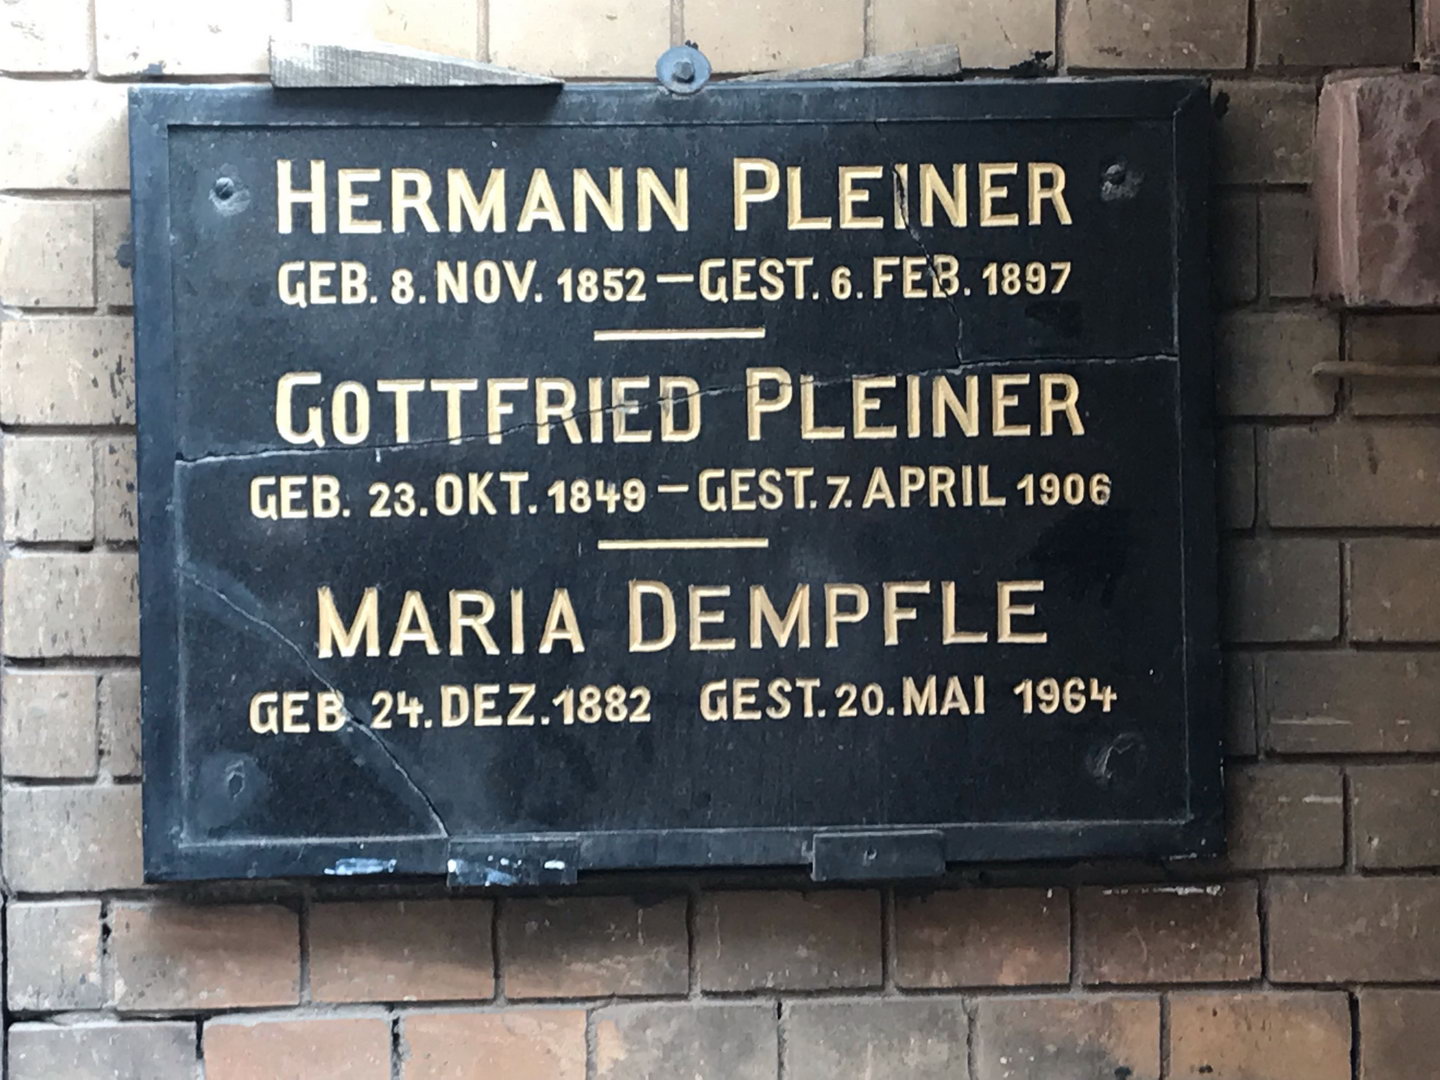 HERMANN PLEINER
GEB. 8. NOV. 1852 — GEST. 6. FEB. 1897
GOTTFRIED PLEINER
GEB. 23. OKT. 1849 — GEST. 7. APRIL 1906
MARIA DEMPFLE
GEB. 24. DEZ. 1882 GEST. 20. MAI 1964